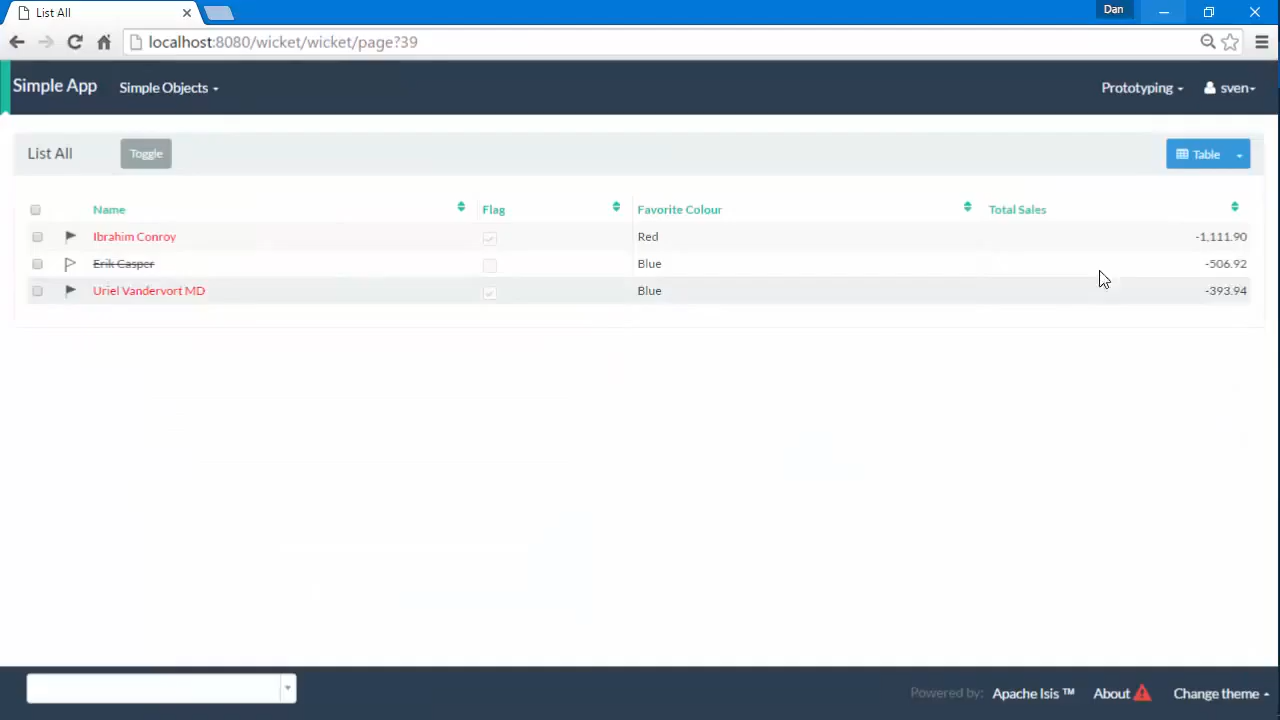 List All
Dan
localhost:8080/wicket/wicket/page?39
Simple App Simple Objects Prototyping sven
List All Toggle Table
Name Flag Favorite Colour Total Sales
Ibrahim Conroy Red -1,111.90
Erik Casper Blue -506.92
Uriel Vandervort MD Blue -393.94
Powered by: Apache Isis ™ About Change theme